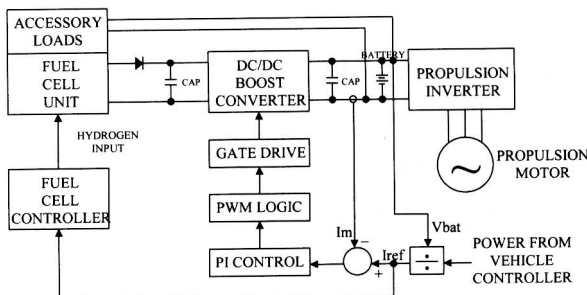 ACCESSORY
LOADS
FUEL
CELL
UNIT
CAP
DC/DC
BOOST
CONVERTER
CAP
BATTERY
PROPULSION
INVERTER
HYDROGEN
INPUT
GATE DRIVE
~
PROPULSION
MOTOR
FUEL
CELL
CONTROLLER
PWM LOGIC
PI CONTROL
Im
−
+
Iref
Vbat
÷
POWER FROM
VEHICLE
CONTROLLER